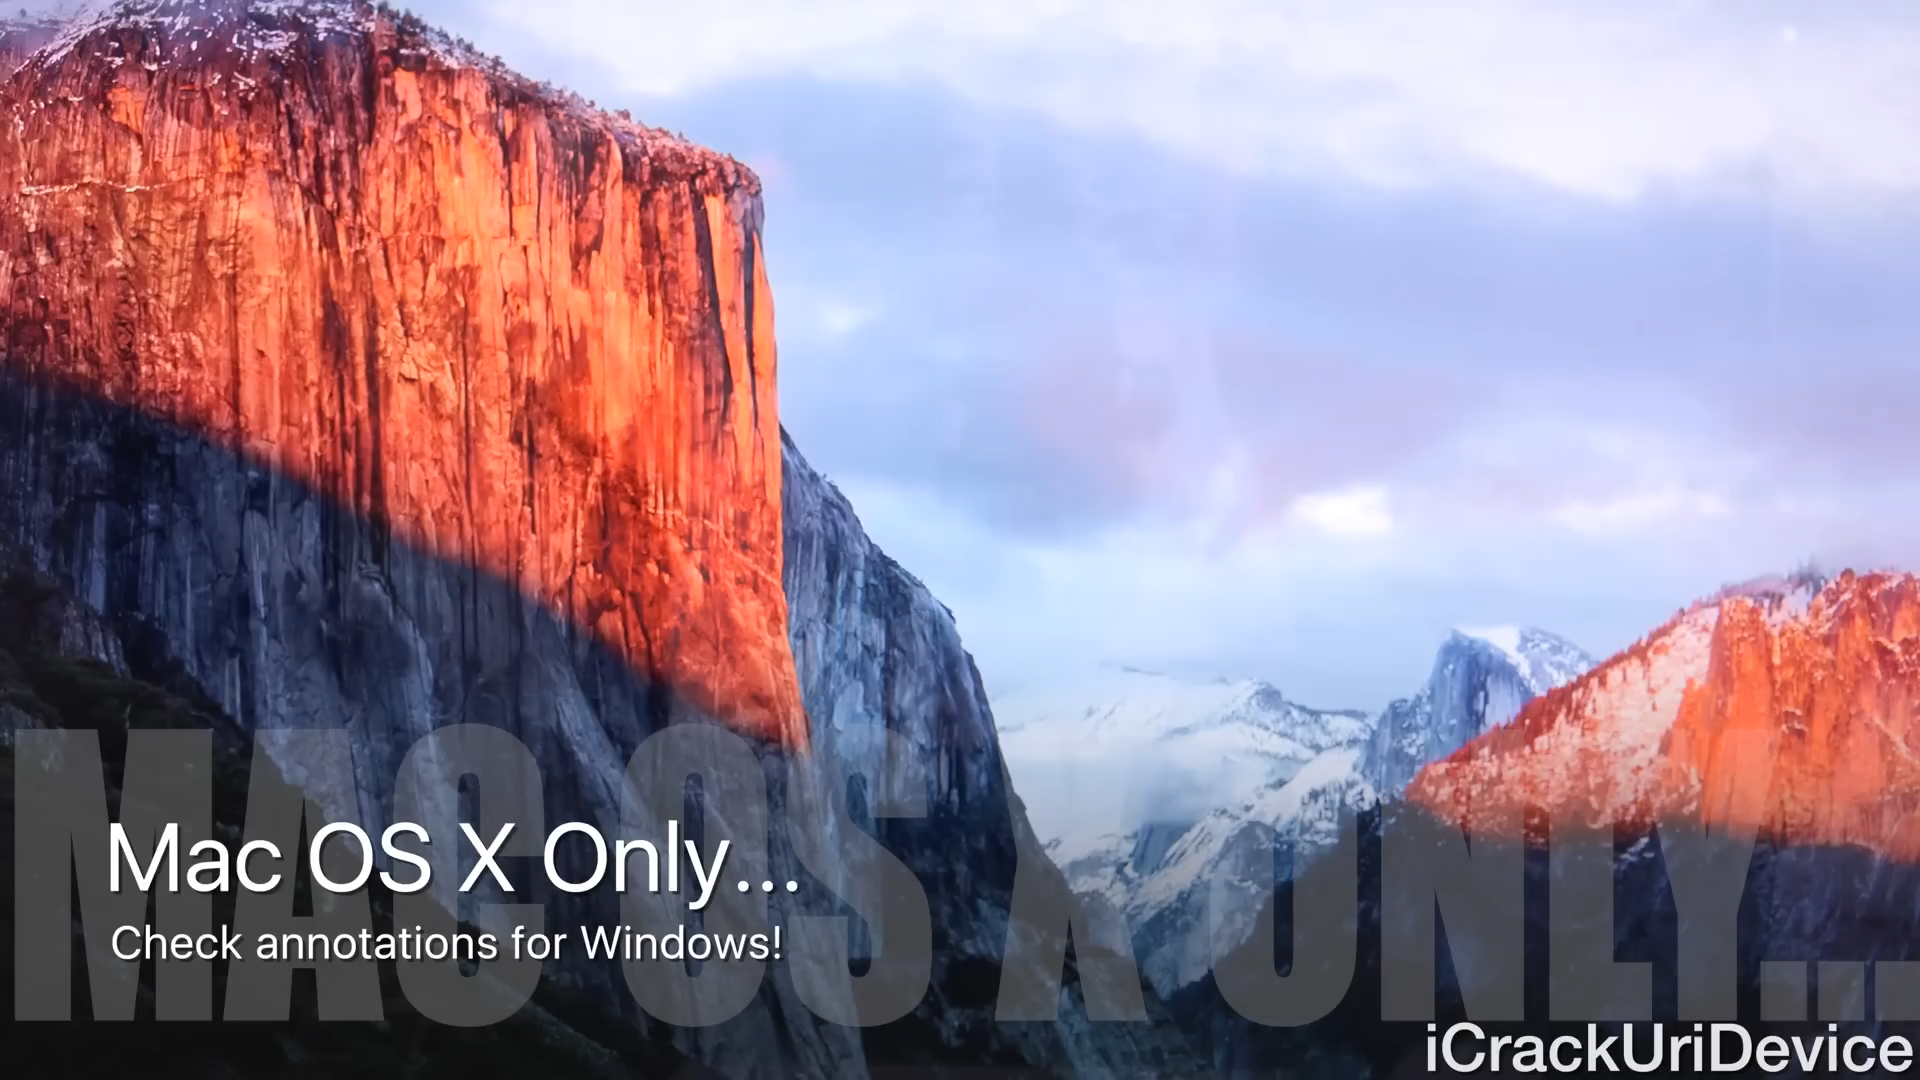 MAC OS X ONLY...
Mac OS X Only...
Check annotations for Windows!
iCrackUriDevice